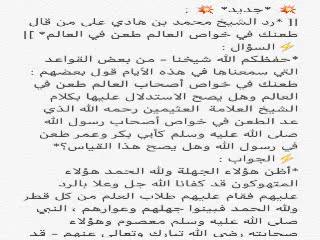 💥 *جديد* 💥 :
[[ *رد الشيخ محمد بن هادي على من قال
طعنك في خواص العالم طعن في العالم* ]]
⚡السؤال :
*حفظكم الله شيخنا - من بعض القواعد
التي سمعناها في هذه الأيام قول بعضهم :
طعنك في خواص أصحاب العالم طعن في
العالم وهل يصح الاستدلال عليها بكلام
الشيخ العلامة العثيمين رحمه الله الذي
عد الطعن في خواص أصحاب رسول الله
صلى الله عليه وسلم كأبي بكر وعمر طعن
في رسول الله وهل يصح هذا القياس؟*
⚡الجواب :
*أظن هؤلاء الجهلة ولله الحمد هؤلاء
المتهوكون قد كفانا الله جل وعلا بالرد
عليهم فقام عليهم طلاب العلم من كل قطر
ولله الحمد فبينوا جهلهم وعوارهم ، النبي
صلى الله عليه وسلم معصوم وهؤلاء
صحابته رضي الله تبارك وتعالى عنهم - قد